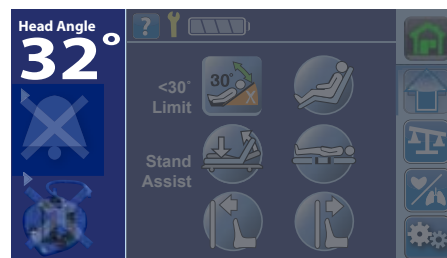 Head Angle
32°
?
30°
X
<30°
Limit
Stand
Assist